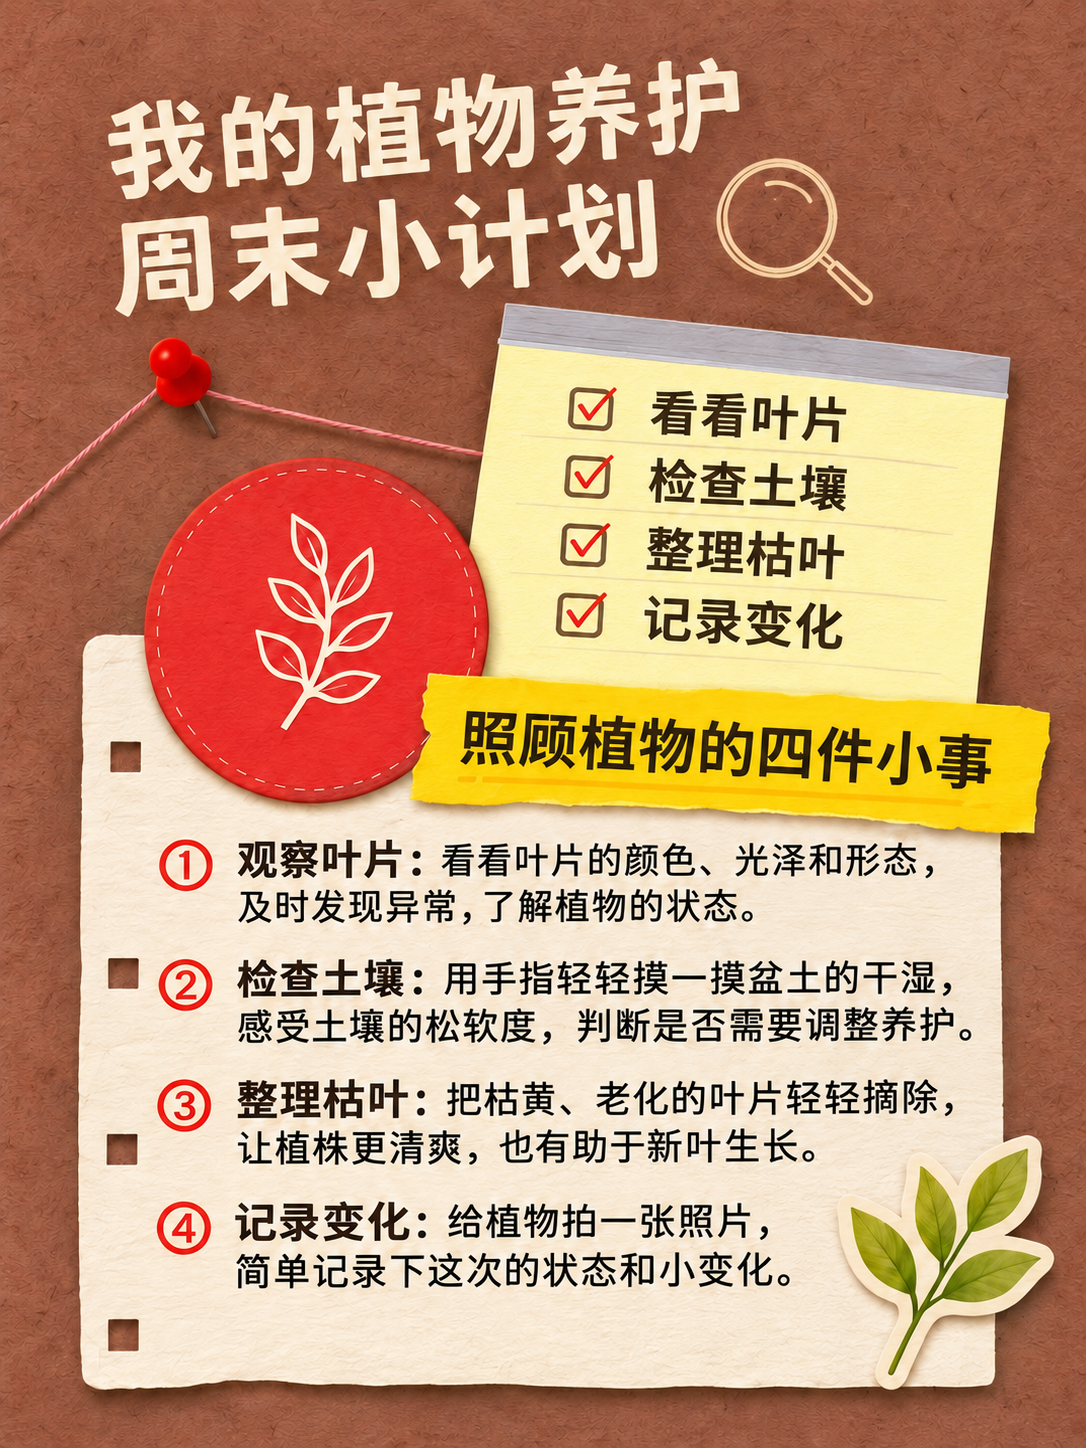 我的植物养护
周末小计划
看看叶片
检查土壤
整理枯叶
记录变化
照顾植物的四件小事
① 观察叶片：看看叶片的颜色、光泽和形态，
及时发现异常，了解植物的状态。
② 检查土壤：用手指轻轻摸一摸盆土的干湿，
感受土壤的松软度，判断是否需要调整养护。
③ 整理枯叶：把枯黄、老化的叶片轻轻摘除，
让植株更清爽，也有助于新叶生长。
④ 记录变化：给植物拍一张照片，
简单记录下这次的状态和小变化。